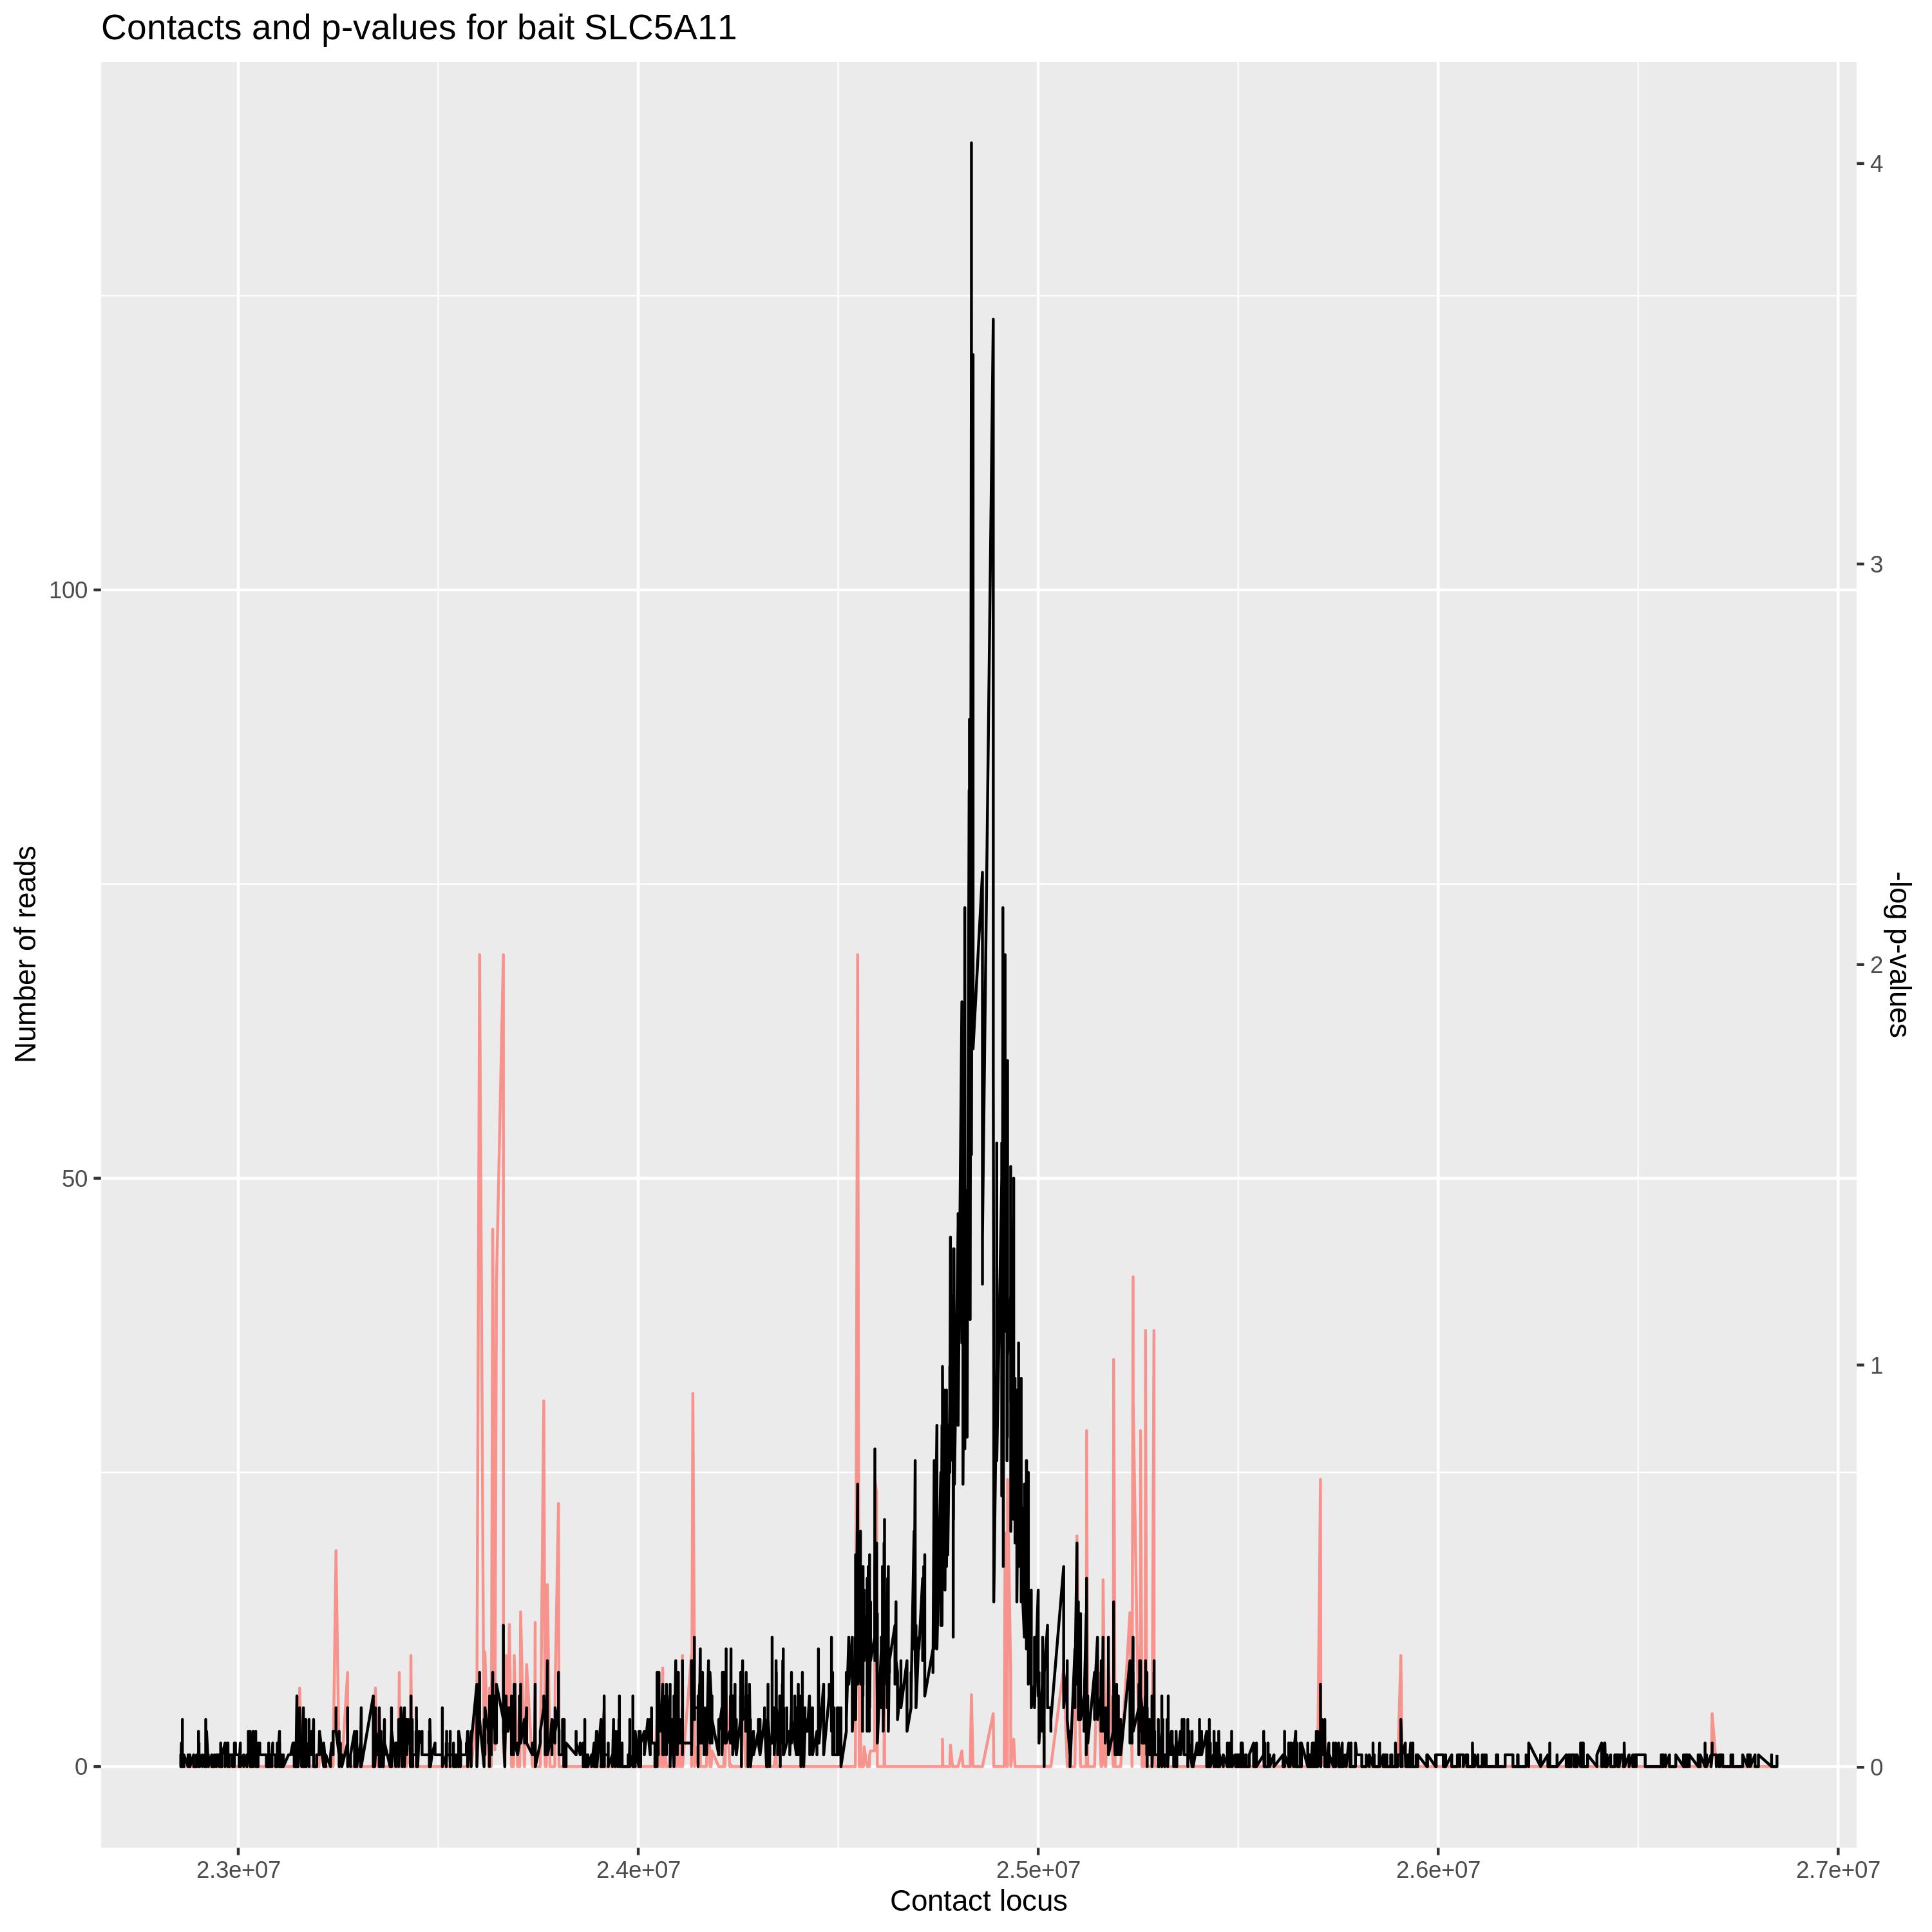 Contacts and p-values for bait SLC5A11
Number of reads
100
50
0
4
3
2
1
0
-log p-values
2.3e+07
2.4e+07
2.5e+07
2.6e+07
2.7e+07
Contact locus